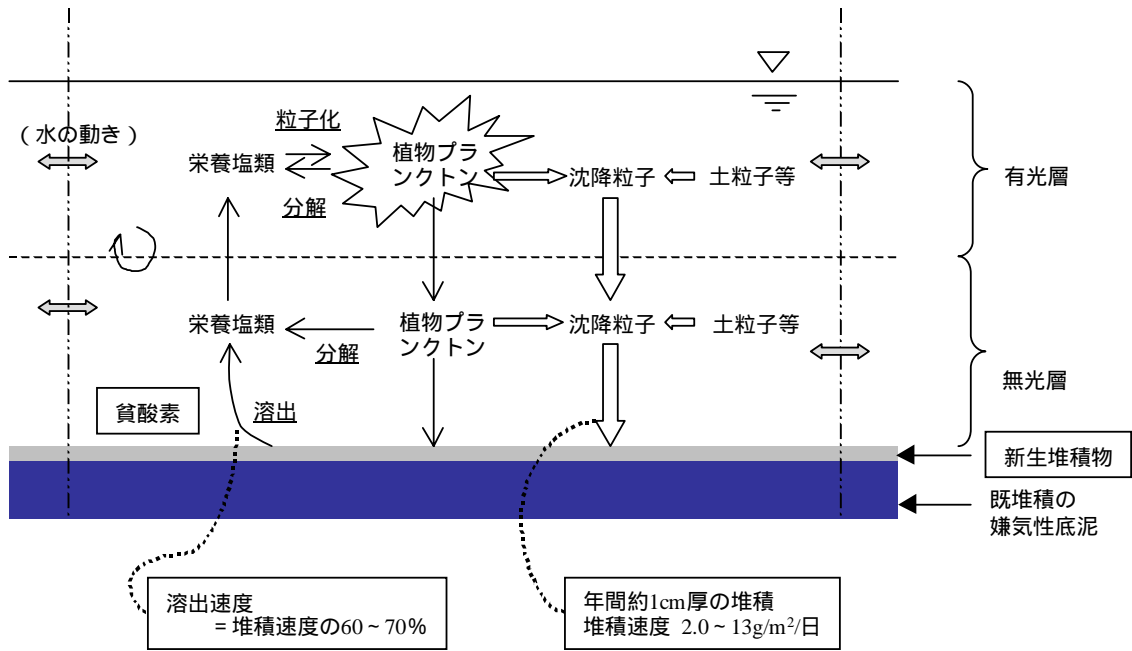 （水の動き）
粒子化
栄養塩類
植物プラ
ンクトン
沈降粒子
土粒子等
有光層
分解
栄養塩類
分解
植物プラ
ンクトン
沈降粒子
土粒子等
無光層
貧酸素
溶出
新生堆積物
既堆積の
嫌気性底泥
溶出速度
＝堆積速度の60～70%
年間約1cm厚の堆積
堆積速度 2.0～13g/m²/日